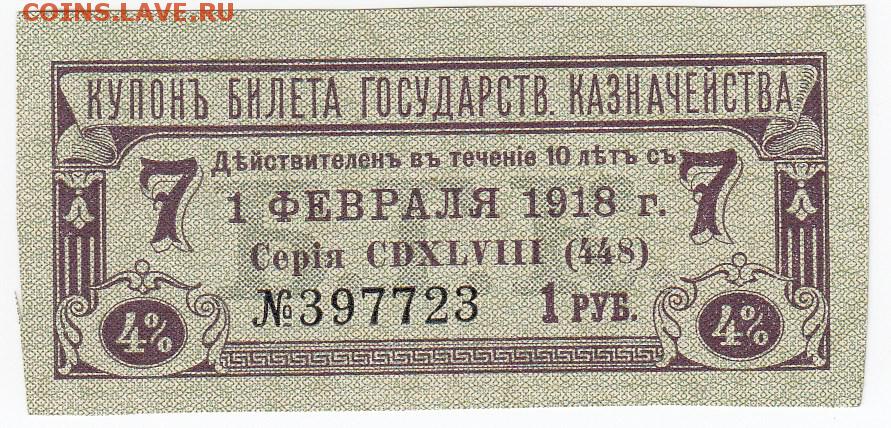 COINS.LAVE.RU
КУПОНЪ БИЛЕТА ГОСУДАРСТВ. КАЗНАЧЕЙСТВА
7 Дѣйствителенъ въ теченіе 10 лѣтъ съ 7
1 ФЕВРАЛЯ 1918 г.
Серія CDXLVIII (448)
№397723 1 РУБ.
4% 4%